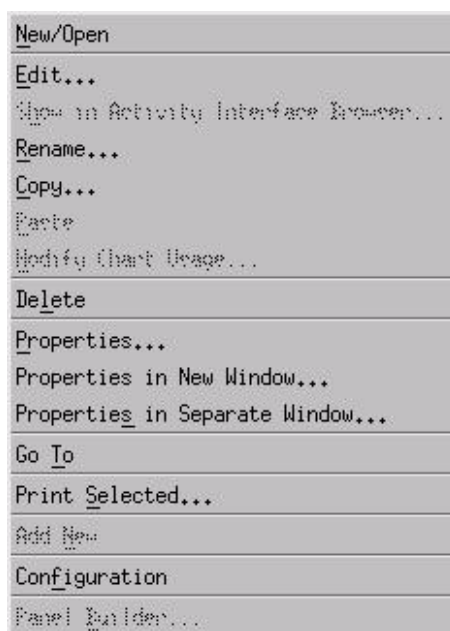 New/Open
Edit...
Show in Activity Interface Browser...
Rename...
Copy...
Paste
Modify Chart Usage...
Delete
Properties...
Properties in New Window...
Properties in Separate Window...
Go To
Print Selected...
Add New
Configuration
Panel Builder...